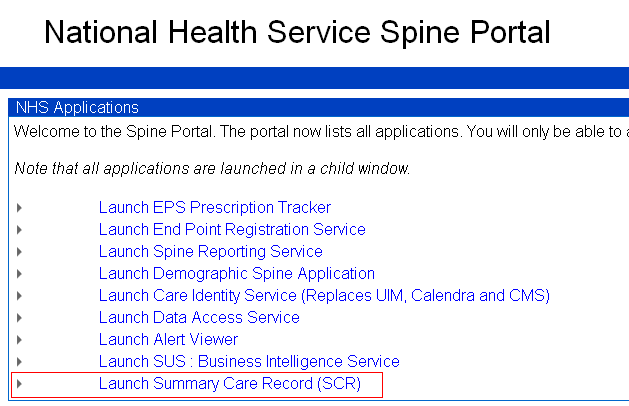 National Health Service Spine Portal
NHS Applications
Welcome to the Spine Portal. The portal now lists all applications. You will only be able to
Note that all applications are launched in a child window.
Launch EPS Prescription Tracker
Launch End Point Registration Service
Launch Spine Reporting Service
Launch Demographic Spine Application
Launch Care Identity Service (Replaces UIM, Calendra and CMS)
Launch Data Access Service
Launch Alert Viewer
Launch SUS : Business Intelligence Service
Launch Summary Care Record (SCR)